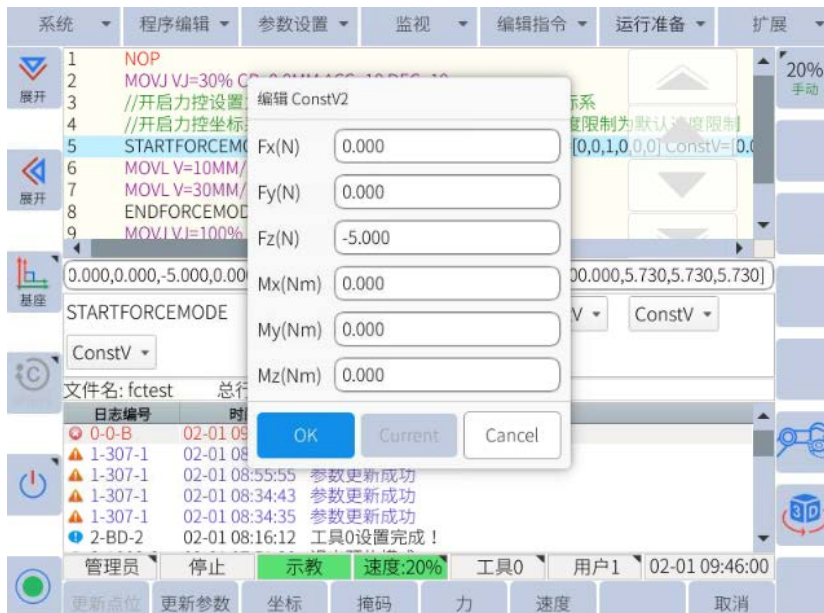 系统 程序编辑 参数设置 监视 编辑指令 运行准备 扩展
展开
展开
基座
20%
手动
1 NOP
2 MOVJ VJ=30%
3 //开启力控设置
4 //开启力控坐标 度限制为默认 度限制
5 STARTFORCEMO [0,0,1,0,0,0] ConstV=[0.0
6 MOVL V=10MM/
7 MOVL V=30MM/
8 ENDFORCEMOD
9 MOVJ VJ=100%
编辑 ConstV2
Fx(N) 0.000
Fy(N) 0.000
Fz(N) -5.000
Mx(Nm) 0.000
My(Nm) 0.000
Mz(Nm) 0.000
OK Current Cancel
0.000,0.000,-5.000,0.00 00.000,5.730,5.730,5.730]
STARTFORCEMODE V ConstV
ConstV
文件名: fctest 总行
日志编号 时
0-0-B 02-01 09
1-307-1 02-01 08
1-307-1 02-01 08:55:55 参数更新成功
1-307-1 02-01 08:34:43 参数更新成功
1-307-1 02-01 08:34:35 参数更新成功
2-BD-2 02-01 08:16:12 工具0设置完成！
管理员 停止 示教 速度:20% 工具0 用户1 02-01 09:46:00
更新点位 更新参数 坐标 掩码 力 速度 取消
3D